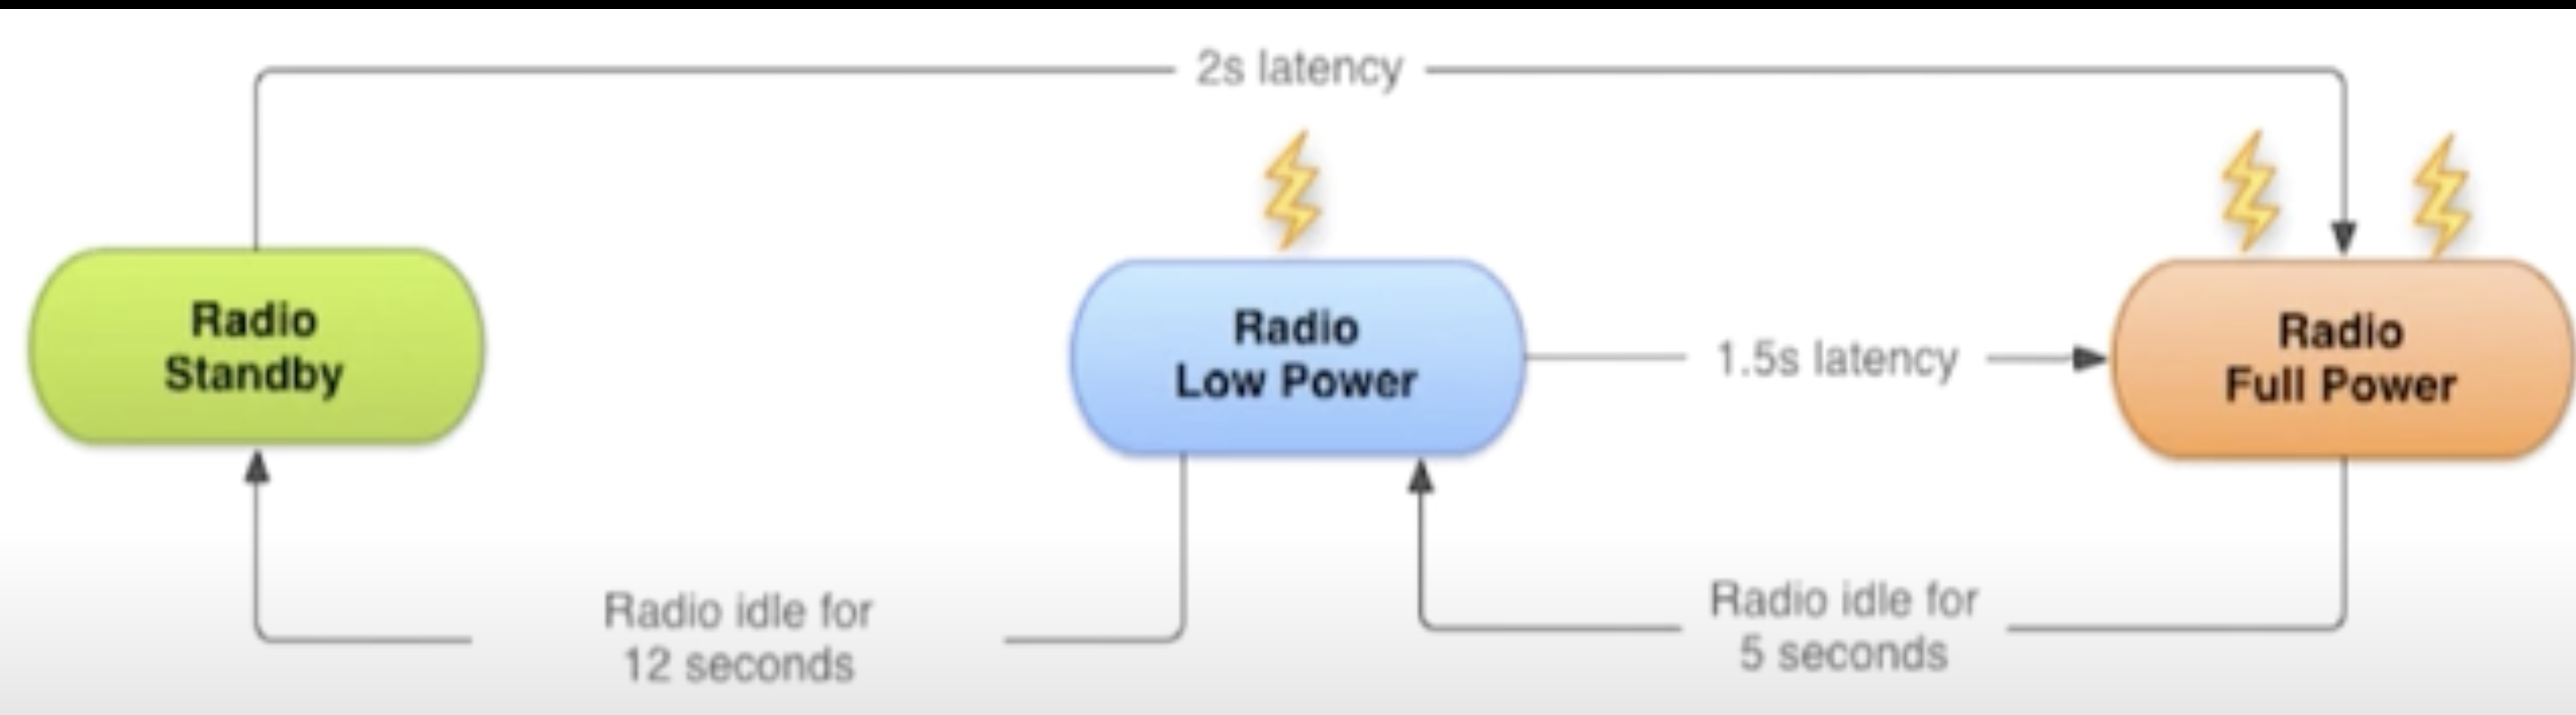 2s latency
Radio
Standby
Radio
Low Power
1.5s latency
Radio
Full Power
Radio idle for
12 seconds
Radio idle for
5 seconds